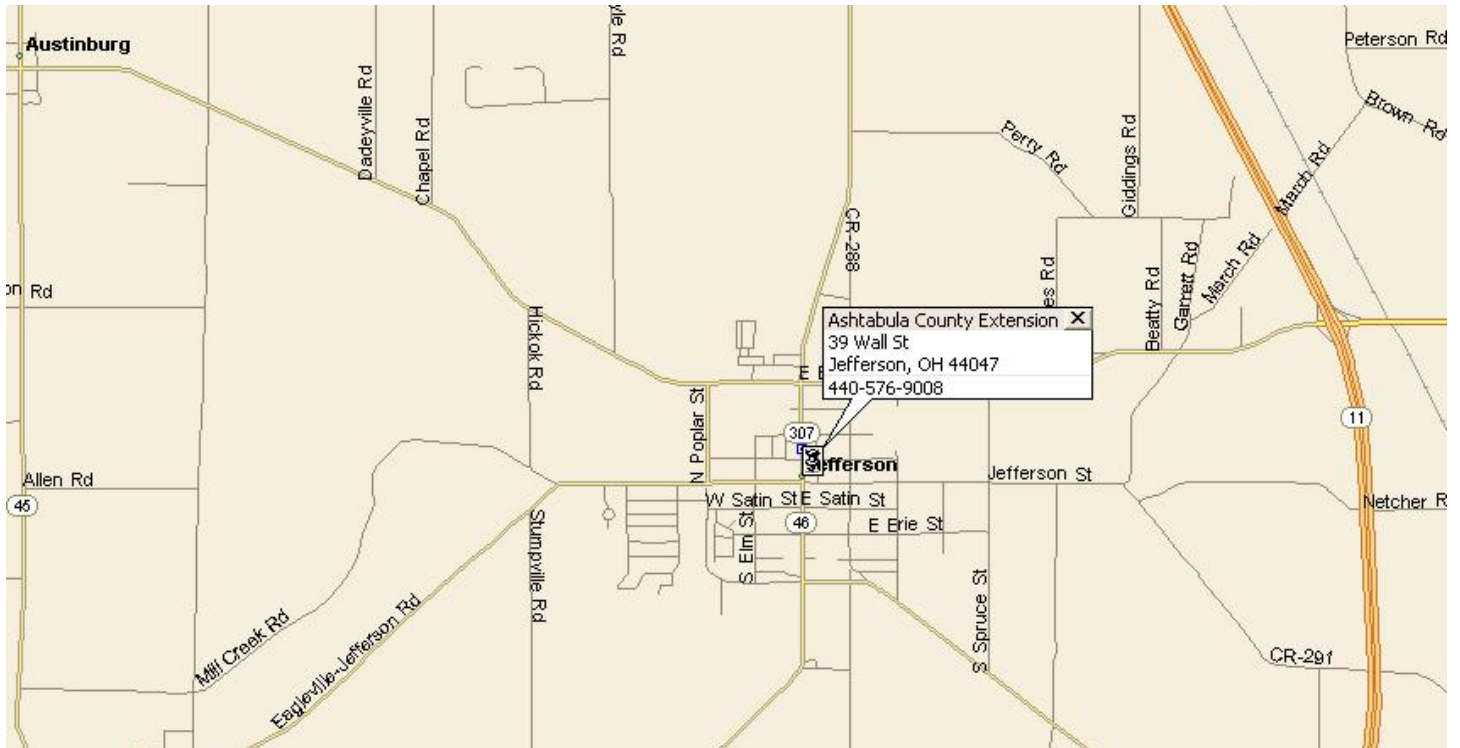 Austinburg
Peterson Rd
Dadeyville Rd
Chapel Rd
Perry Rd
Giddings Rd
Brown Rd
March Rd
CR-288
Rd
Hickok Rd
Beatty Rd
Garrett Rd
March Rd
Ashtabula County Extension
39 Wall St
Jefferson, OH 44047
440-576-9008
N Poplar St
307
11
Jefferson
Allen Rd
Jefferson St
45
W Satin St
E Satin St
Netcher R
46
E Erie St
S Elm St
Stumpville Rd
S Spruce St
Mill Creek Rd
Eagleville-Jefferson Rd
CR-291